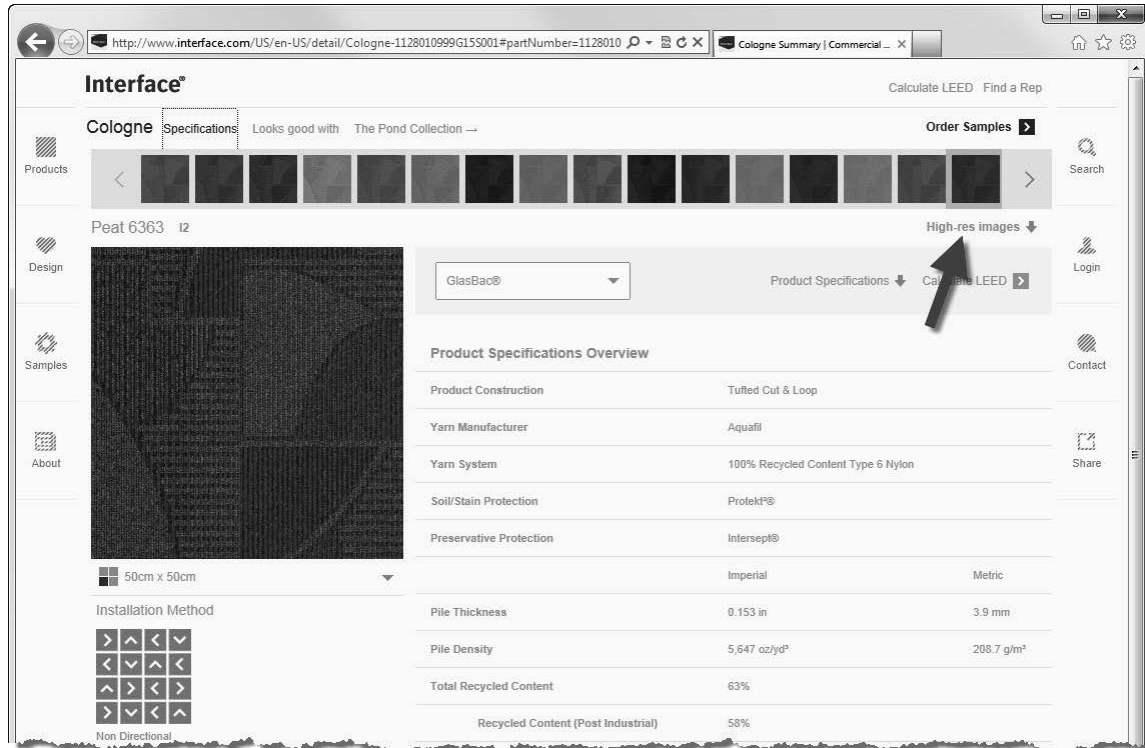 http://www.interface.com/US/en-US/detail/Cologne-1128010999G15S001#partNumber=1128010
Cologne Summary | Commercial ...
Interface®
Calculate LEED Find a Rep
Cologne Specifications Looks good with The Pond Collection →
Order Samples
Products
Search
Peat 6363 I2
High-res images
Design
Login
GlasBac®
Product Specifications
Calculate LEED
Samples
Contact
Product Specifications Overview
Product Construction Tufted Cut & Loop
Yarn Manufacturer Aquafil
About
Share
Yarn System 100% Recycled Content Type 6 Nylon
Soil/Stain Protection Protekt²®
Preservative Protection Intersept®
50cm x 50cm
Imperial Metric
Installation Method
Pile Thickness 0.153 in 3.9 mm
Pile Density 5,647 oz/yd³ 208.7 g/m³
Total Recycled Content 63%
Recycled Content (Post Industrial) 58%
Non Directional